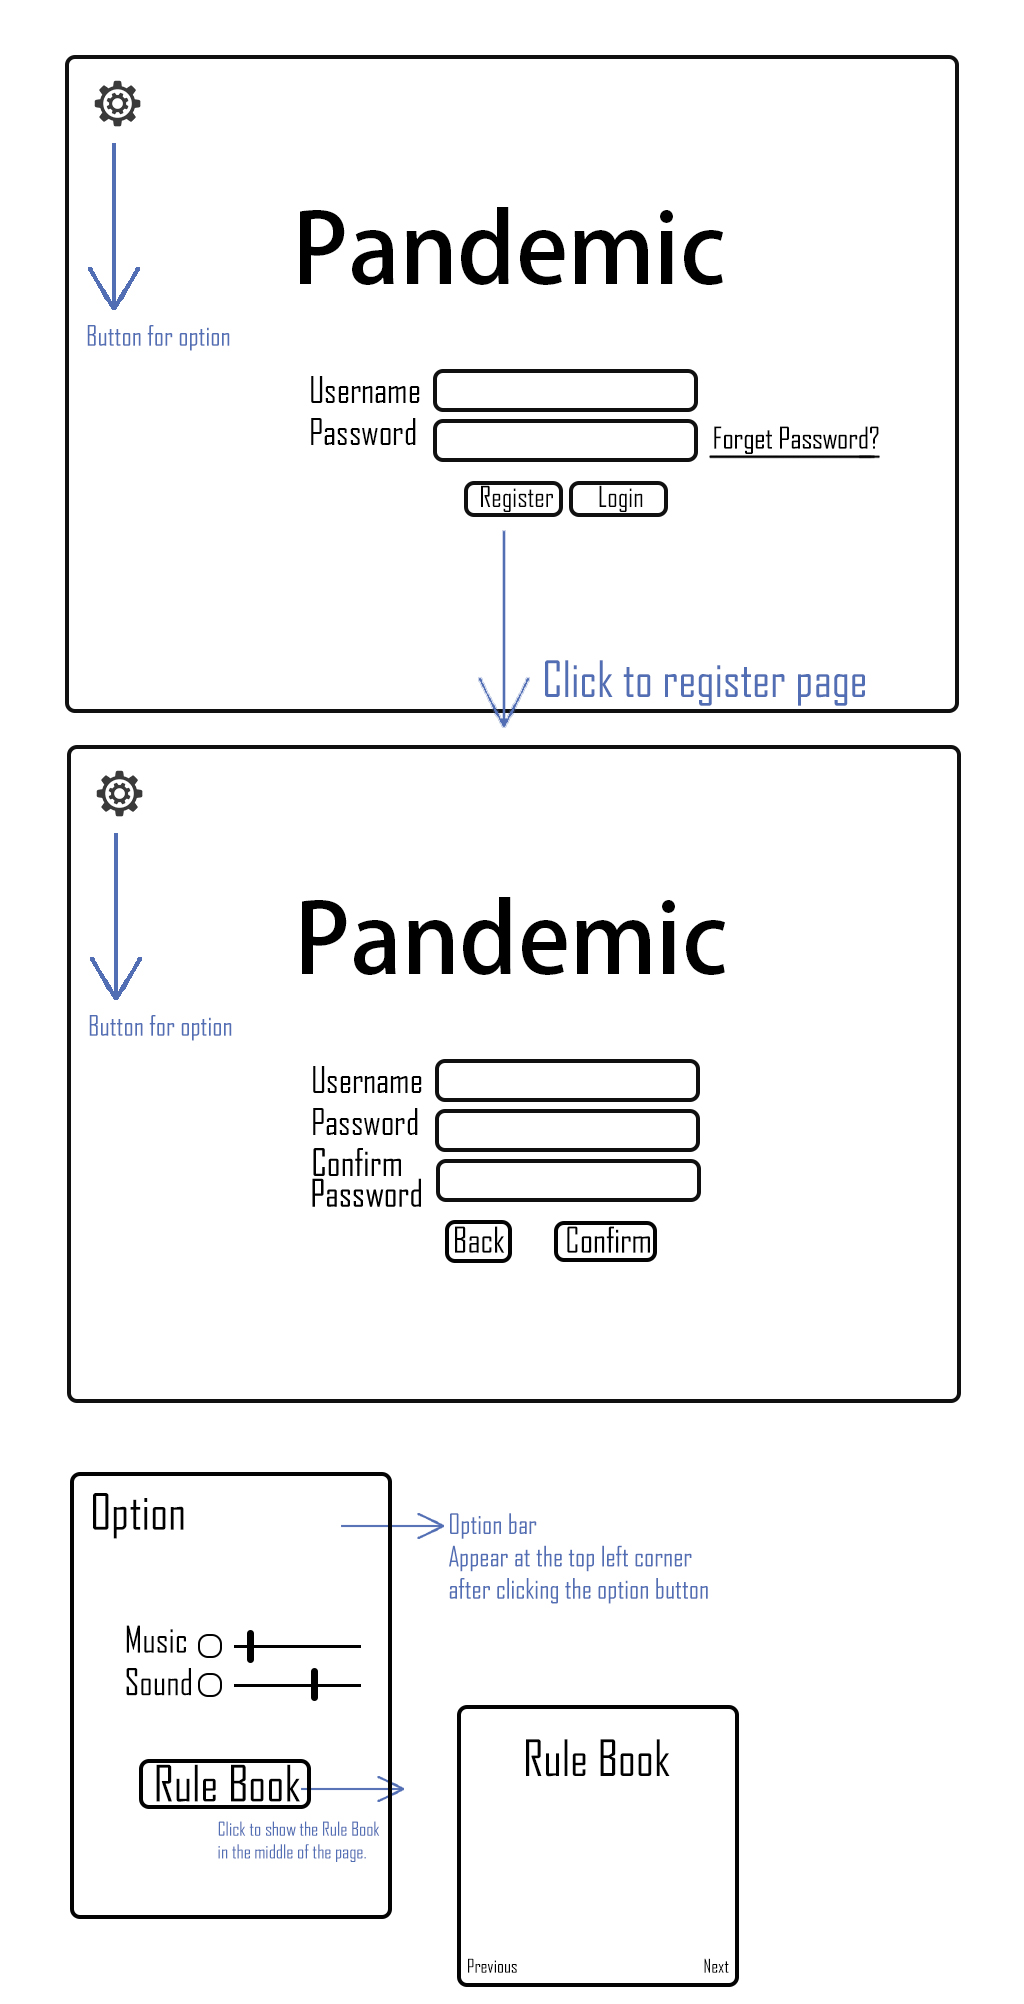 Pandemic
Button for option
Username
Password
Forget Password?
Register
Login
Click to register page
Pandemic
Button for option
Username
Password
Confirm
Password
Back
Confirm
Option
Option bar
Appear at the top left corner
after clicking the option button
Music
Sound
Rule Book
Click to show the Rule Book
in the middle of the page.
Rule Book
Previous
Next